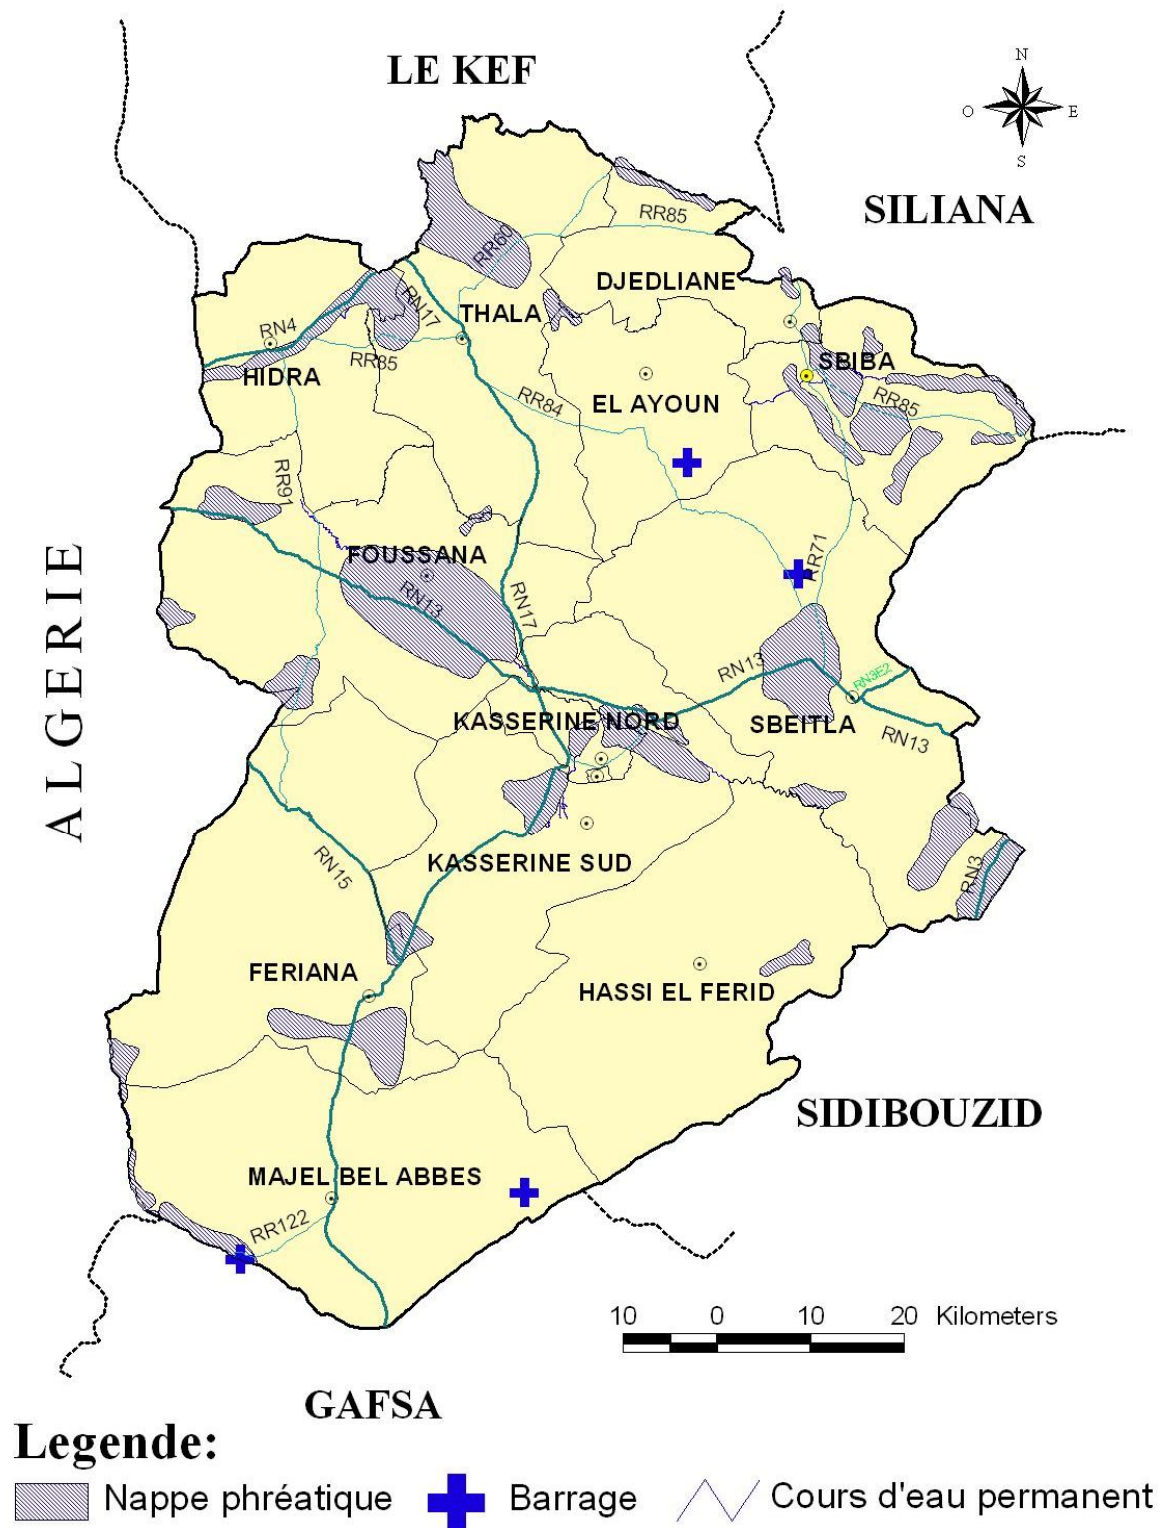 LE KEF
N
O
E
S
SILIANA
RR85
RR60
DJEDLIANE
RN17
THALA
RN4
RR85
HIDRA
SBIBA
RR84
EL AYOUN
RR85
RR91
ALGERIE
FOUSSANA
RR71
RN13
RN17
RN13
RN3E2
KASSERINE NORD
SBEITLA
RN13
RN15
KASSERINE SUD
RN3
FERIANA
HASSI EL FERID
SIDIBOUZID
MAJEL BEL ABBES
RR122
10 0 10 20 Kilometers
GAFSA
Legende:
Nappe phréatique
Barrage
Cours d'eau permanent